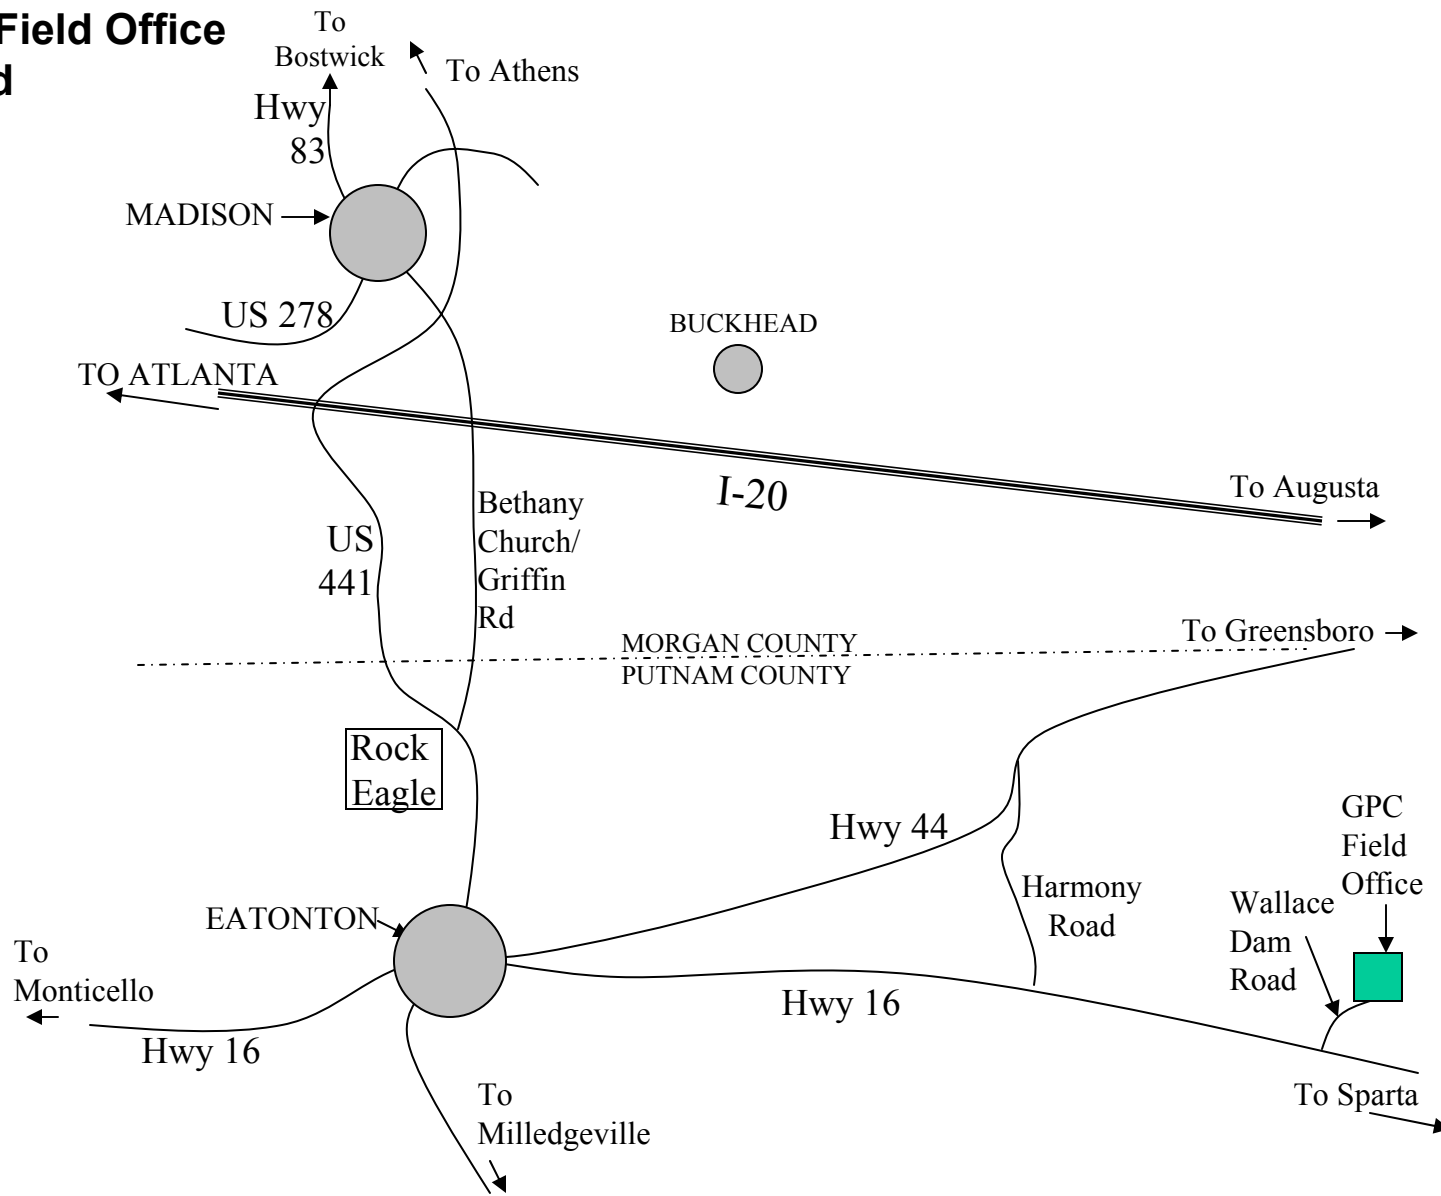 Field Office
d
To
Bostwick
To Athens
Hwy
83
MADISON
US 278
BUCKHEAD
TO ATLANTA
I-20
To Augusta
Bethany
Church/
Griffin
Rd
US
441
To Greensboro
MORGAN COUNTY
PUTNAM COUNTY
Rock
Eagle
Hwy 44
GPC
Field
Office
Harmony
Road
Wallace
Dam
Road
EATONTON
To
Monticello
Hwy 16
Hwy 16
To
Milledgeville
To Sparta